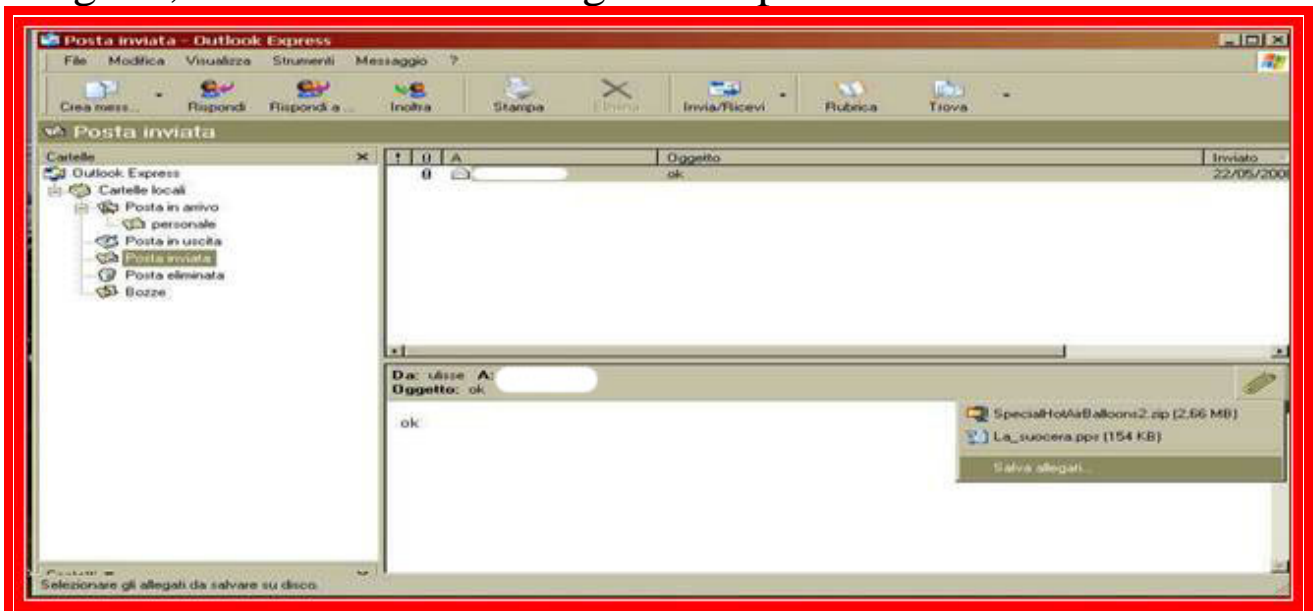 Posta inviata - Outlook Express
File Modifica Visualizza Strumenti Messaggio ?
Crea mess... Rispondi Rispondi a ... Inoltra Stampa Elimina Invia/Ricevi Rubrica Trova
Posta inviata
Cartelle
! A Oggetto Inviato
Outlook Express
ok 22/05/200
Cartelle locali
Posta in arrivo
personale
Posta in uscita
Posta inviata
Posta eliminata
Bozze
Da: ulisse A:
Oggetto: ok
ok
SpecialHotAirBalloons2.zip (2,66 MB)
La_suocera.pps (154 KB)
Salva allegati...
Selezionare gli allegati da salvare su disco.